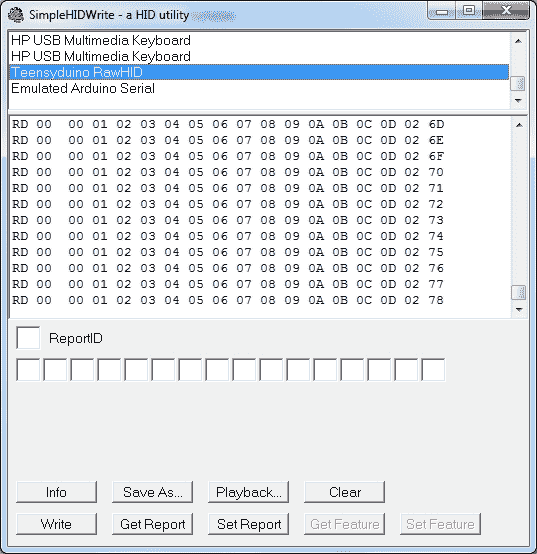 SimpleHIDWrite - a HID utility
HP USB Multimedia Keyboard
HP USB Multimedia Keyboard
Teensyduino RawHID
Emulated Arduino Serial
RD 00  00 01 02 03 04 05 06 07 08 09 0A 0B 0C 0D 02 6D
RD 00  00 01 02 03 04 05 06 07 08 09 0A 0B 0C 0D 02 6E
RD 00  00 01 02 03 04 05 06 07 08 09 0A 0B 0C 0D 02 6F
RD 00  00 01 02 03 04 05 06 07 08 09 0A 0B 0C 0D 02 70
RD 00  00 01 02 03 04 05 06 07 08 09 0A 0B 0C 0D 02 71
RD 00  00 01 02 03 04 05 06 07 08 09 0A 0B 0C 0D 02 72
RD 00  00 01 02 03 04 05 06 07 08 09 0A 0B 0C 0D 02 73
RD 00  00 01 02 03 04 05 06 07 08 09 0A 0B 0C 0D 02 74
RD 00  00 01 02 03 04 05 06 07 08 09 0A 0B 0C 0D 02 75
RD 00  00 01 02 03 04 05 06 07 08 09 0A 0B 0C 0D 02 76
RD 00  00 01 02 03 04 05 06 07 08 09 0A 0B 0C 0D 02 77
RD 00  00 01 02 03 04 05 06 07 08 09 0A 0B 0C 0D 02 78
ReportID
Info Save As... Playback... Clear
Write Get Report Set Report Get Feature Set Feature